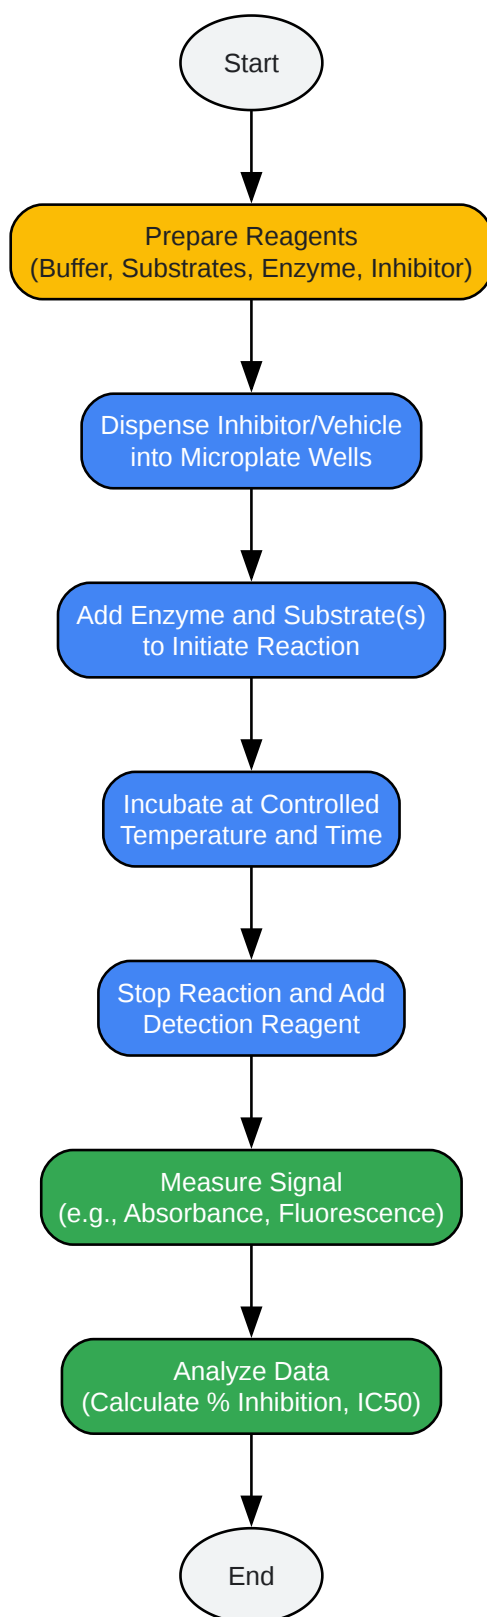 Start
Prepare Reagents
(Buffer, Substrates, Enzyme, Inhibitor)
Dispense Inhibitor/Vehicle
into Microplate Wells
Add Enzyme and Substrate(s)
to Initiate Reaction
Incubate at Controlled
Temperature and Time
Stop Reaction and Add
Detection Reagent
Measure Signal
(e.g., Absorbance, Fluorescence)
Analyze Data
(Calculate % Inhibition, IC50)
End